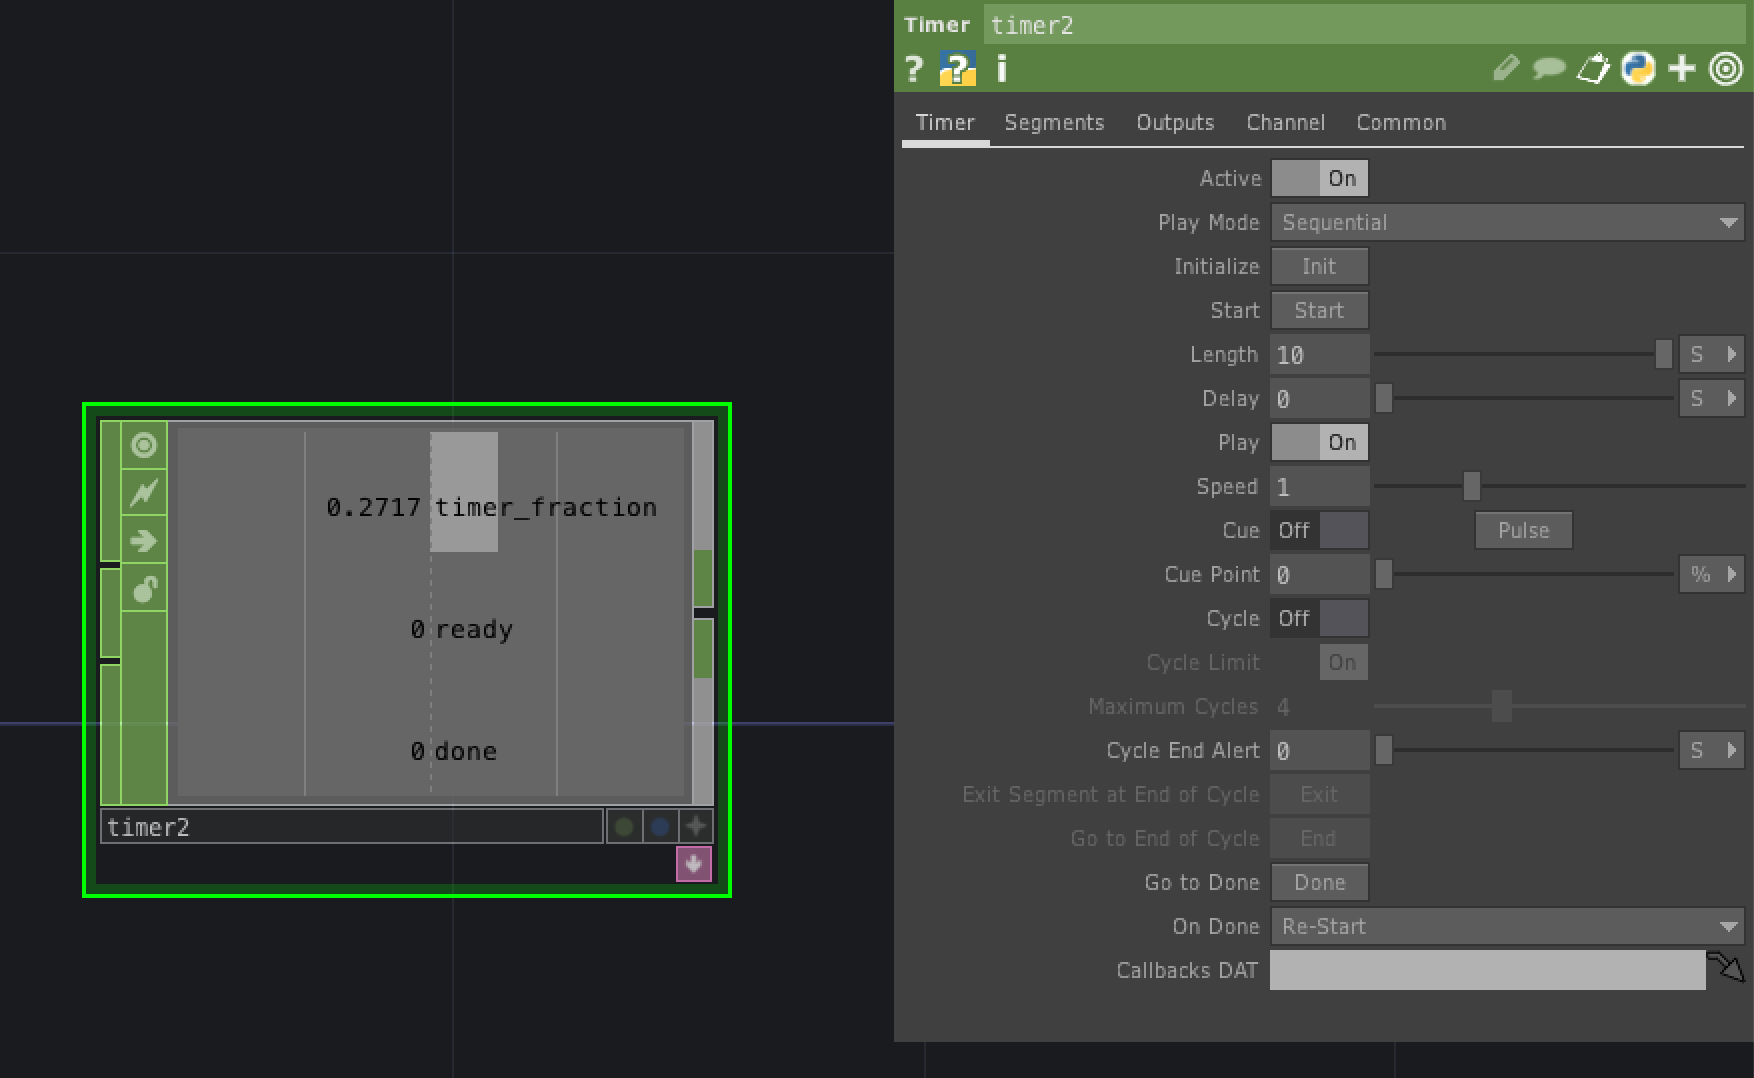 Timer timer2
? ? i
Timer Segments Outputs Channel Common
Active On
Play Mode Sequential
Initialize Init
Start Start
Length 10 S
Delay 0 S
Play On
Speed 1
Cue Off Pulse
Cue Point 0 %
Cycle Off
Cycle Limit On
Maximum Cycles 4
Cycle End Alert 0 S
Exit Segment at End of Cycle Exit
Go to End of Cycle End
Go to Done Done
On Done Re-Start
Callbacks DAT
0.2717 timer_fraction
0 ready
0 done
timer2